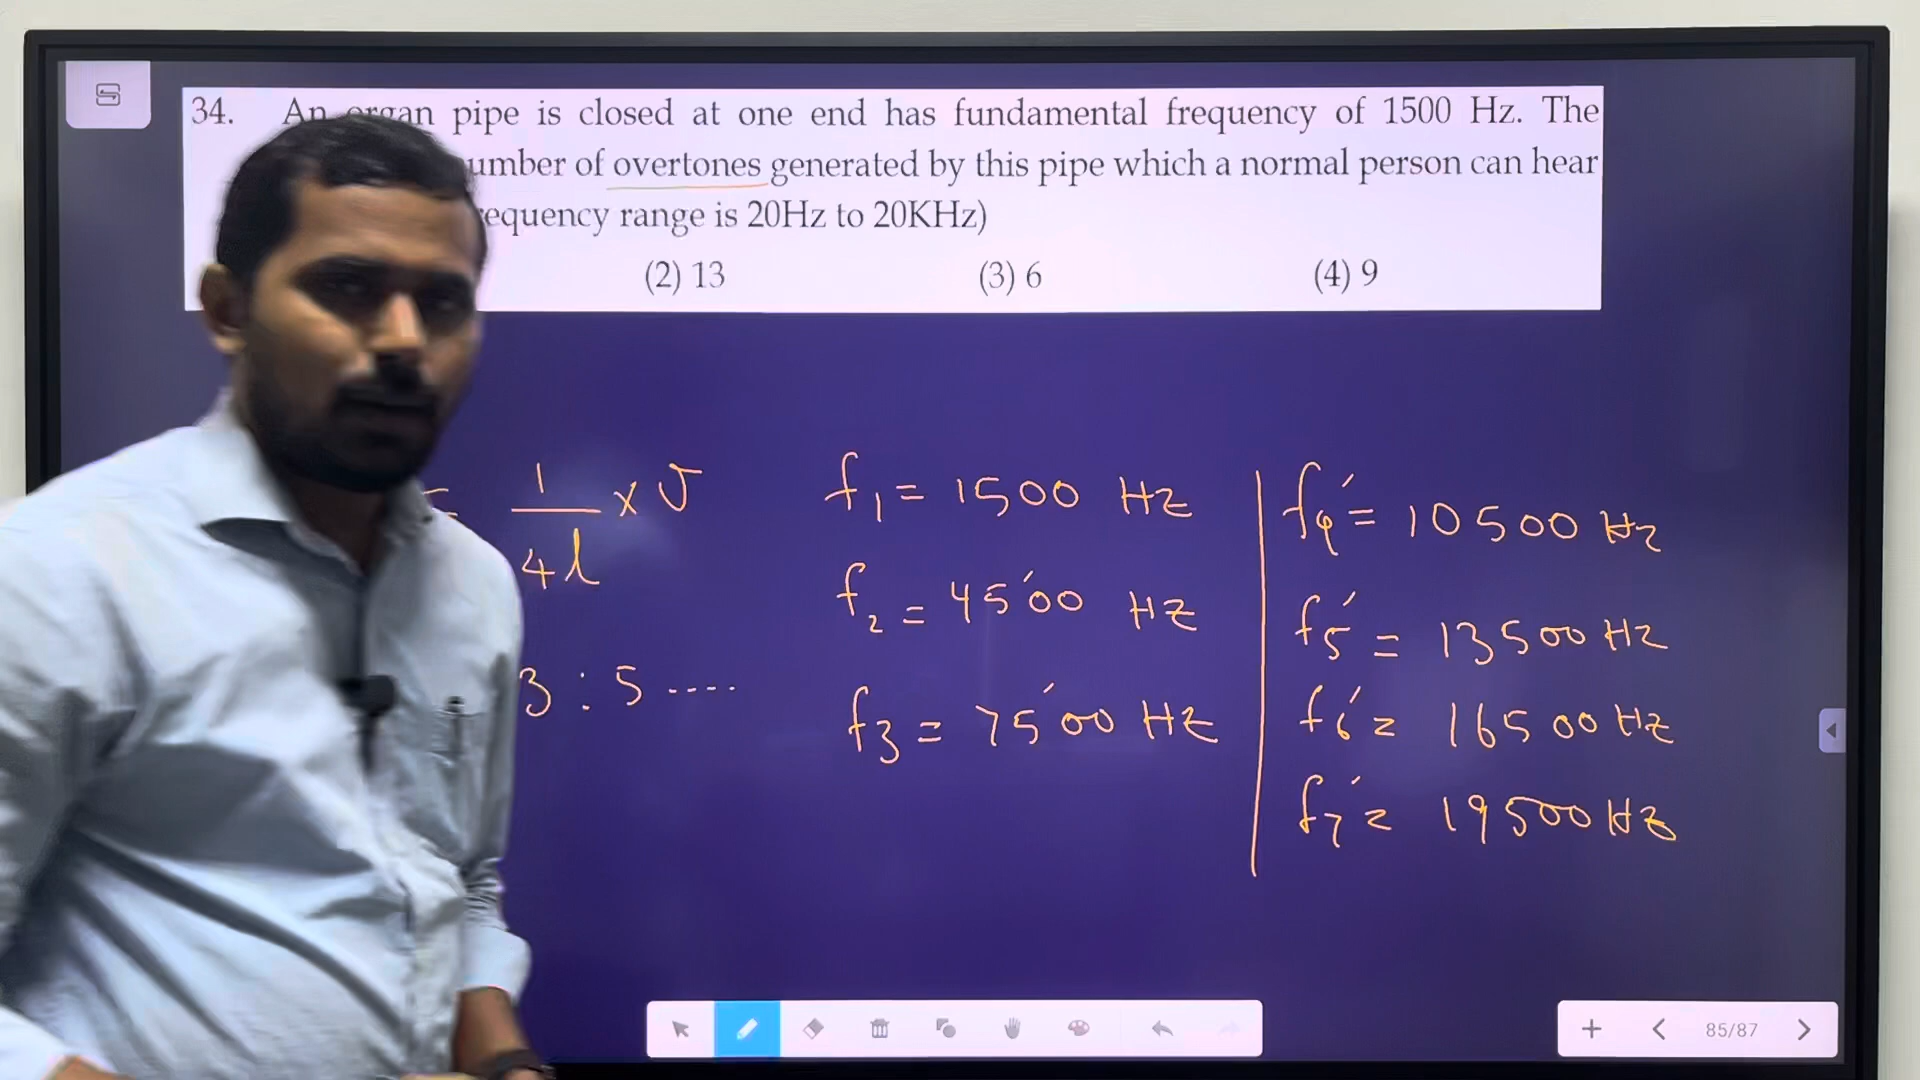 34. An organ pipe is closed at one end has fundamental frequency of 1500 Hz. The
umber of overtones generated by this pipe which a normal person can hear
requency range is 20Hz to 20KHz)
(2) 13 (3) 6 (4) 9
= 1/4l × v
3 : 5 ----
f1 = 1500 Hz
f2 = 4500 Hz
f3 = 7500 Hz
f4' = 10500 Hz
f5' = 13500 Hz
f6' = 16500 Hz
f7' = 19500 Hz
85/87